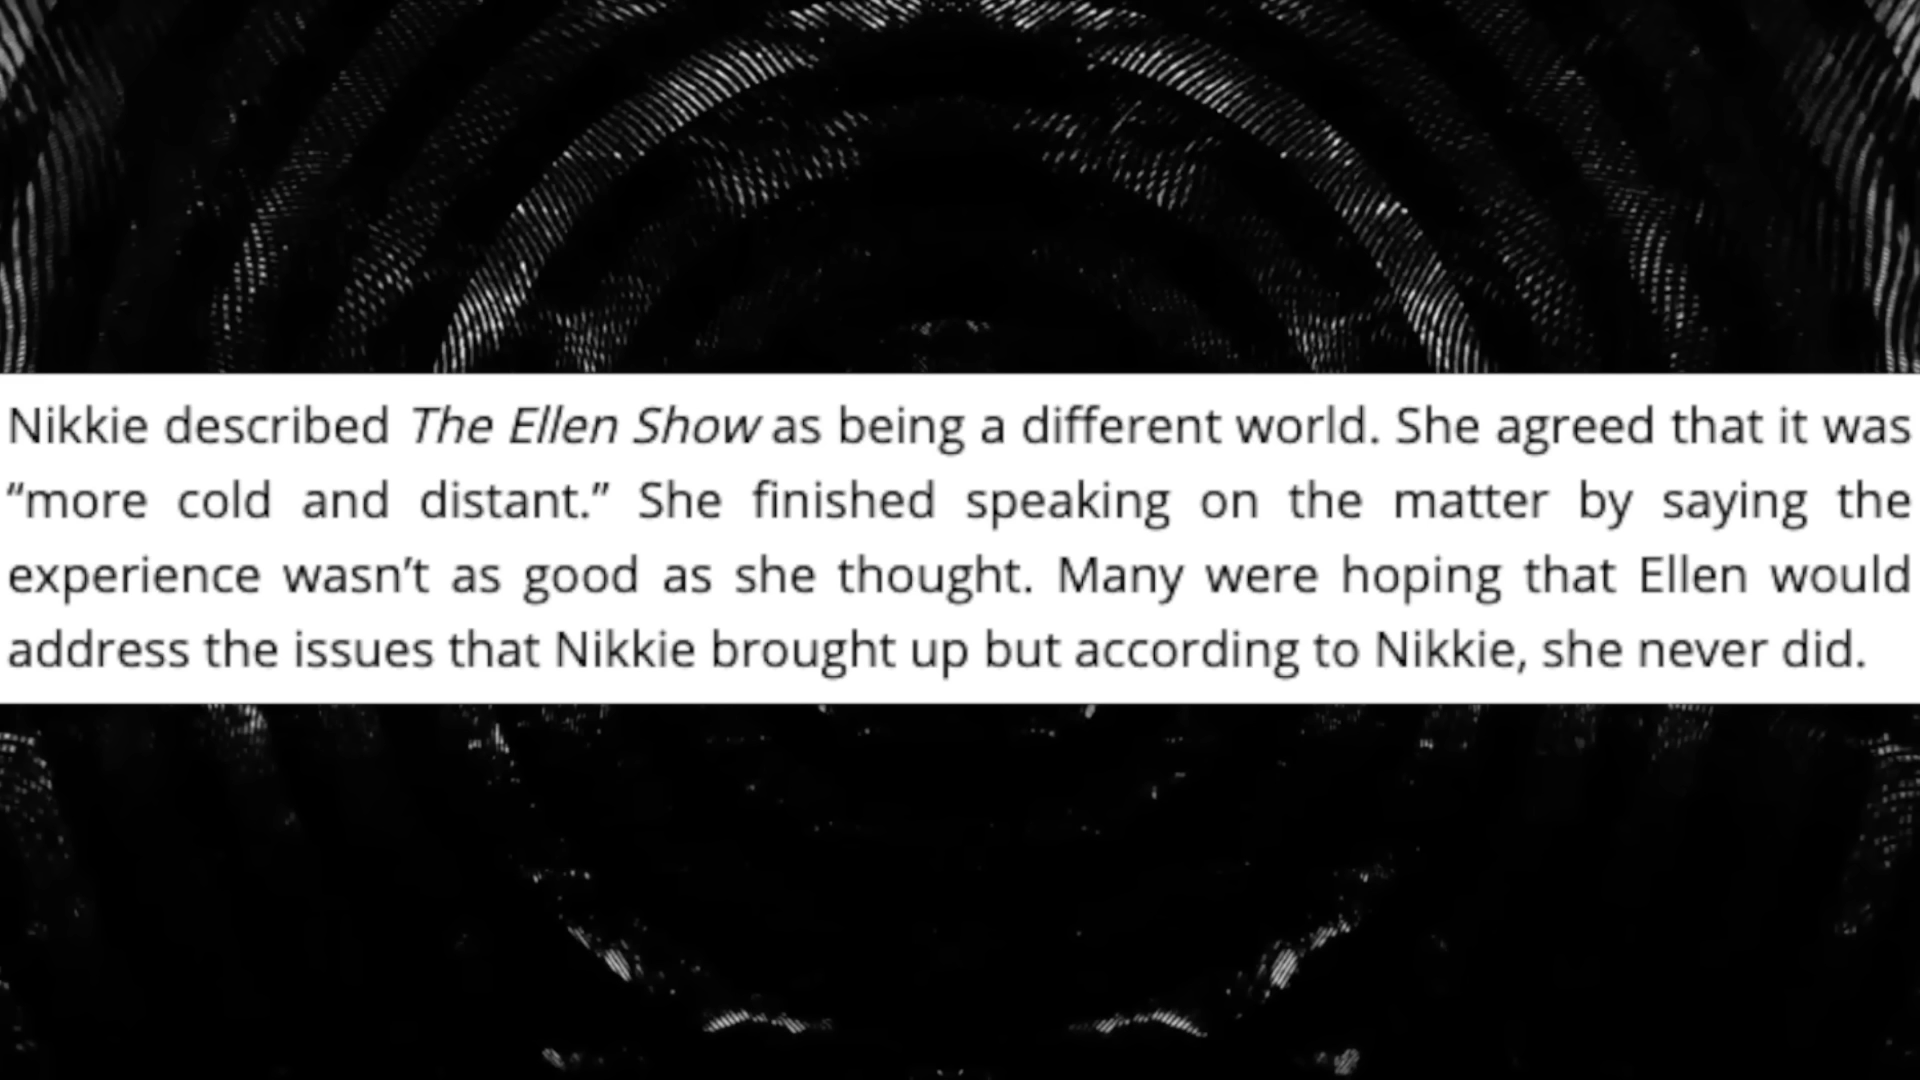 Nikkie described The Ellen Show as being a different world. She agreed that it was
“more cold and distant.” She finished speaking on the matter by saying the
experience wasn’t as good as she thought. Many were hoping that Ellen would
address the issues that Nikkie brought up but according to Nikkie, she never did.